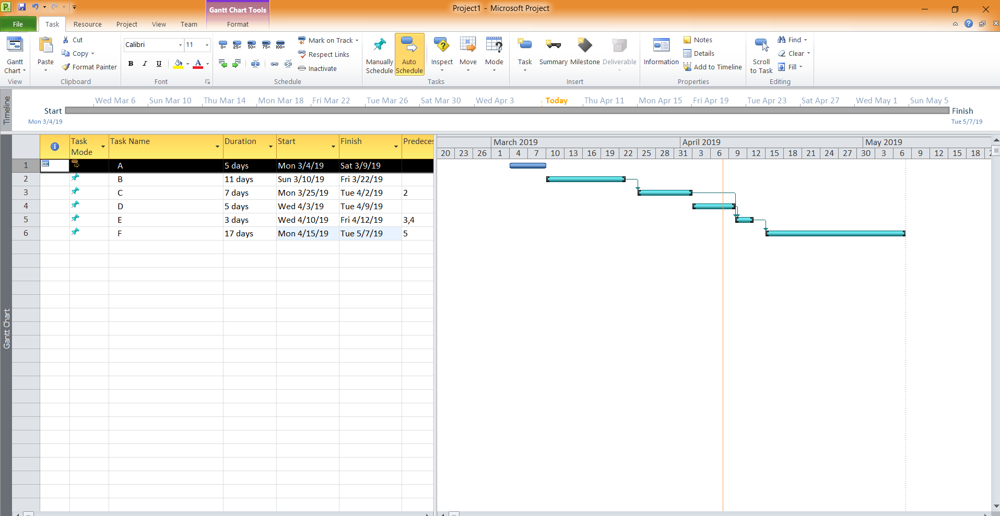 Gantt Chart Tools
Project1 - Microsoft Project
File Task Resource Project View Team Format
Gantt Chart
View
Paste
Cut
Copy
Format Painter
Clipboard
Calibri 11
B I U A
Font
0% 25% 50% 75% 100%
Mark on Track
Respect Links
Inactivate
Schedule
Manually Schedule
Auto Schedule
Inspect
Move
Mode
Tasks
Task
Summary
Milestone
Deliverable
Insert
Information
Notes
Details
Add to Timeline
Properties
Scroll to Task
Find
Clear
Fill
Editing
Timeline
Wed Mar 6 Sun Mar 10 Thu Mar 14 Mon Mar 18 Fri Mar 22 Tue Mar 26 Sat Mar 30 Wed Apr 3 Today Thu Apr 11 Mon Apr 15 Fri Apr 19 Tue Apr 23 Sat Apr 27 Wed May 1 Sun May 5
Start Finish
Mon 3/4/19 Tue 5/7/19
Task Mode Task Name Duration Start Finish Predeces
March 2019 April 2019 May 2019
20 23 26 1 4 7 10 13 16 19 22 25 28 31 3 6 9 12 15 18 21 24 27 30 3 6 9 12 15 18
1 A 5 days Mon 3/4/19 Sat 3/9/19
2 B 11 days Sun 3/10/19 Fri 3/22/19
3 C 7 days Mon 3/25/19 Tue 4/2/19 2
4 D 5 days Wed 4/3/19 Tue 4/9/19
5 E 3 days Wed 4/10/19 Fri 4/12/19 3,4
6 F 17 days Mon 4/15/19 Tue 5/7/19 5
Gantt Chart